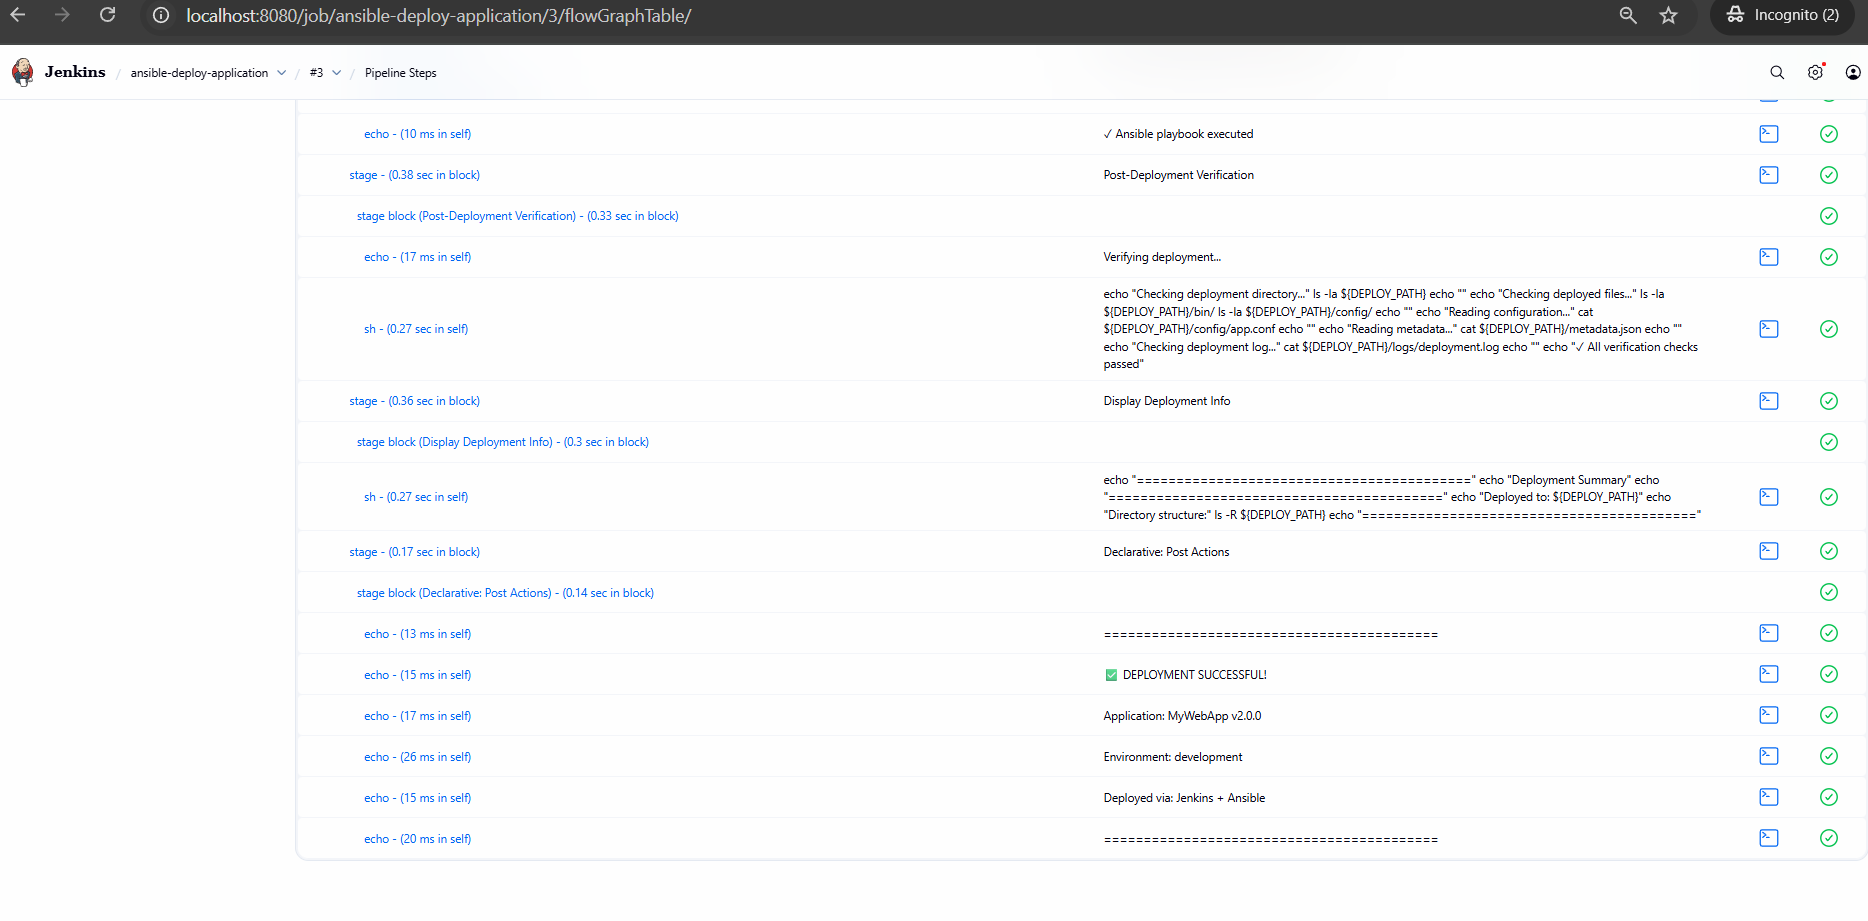 localhost:8080/job/ansible-deploy-application/3/flowGraphTable/
Incognito (2)
Jenkins / ansible-deploy-application / #3 / Pipeline Steps
echo - (10 ms in self) ✓ Ansible playbook executed
stage - (0.38 sec in block) Post-Deployment Verification
stage block (Post-Deployment Verification) - (0.33 sec in block)
echo - (17 ms in self) Verifying deployment...
sh - (0.27 sec in self)
echo "Checking deployment directory..." ls -la ${DEPLOY_PATH} echo "" echo "Checking deployed files..." ls -la
${DEPLOY_PATH}/bin/ ls -la ${DEPLOY_PATH}/config/ echo "" echo "Reading configuration..." cat
${DEPLOY_PATH}/config/app.conf echo "" echo "Reading metadata..." cat ${DEPLOY_PATH}/metadata.json echo ""
echo "Checking deployment log..." cat ${DEPLOY_PATH}/logs/deployment.log echo "" echo "✓ All verification checks
passed"
stage - (0.36 sec in block) Display Deployment Info
stage block (Display Deployment Info) - (0.3 sec in block)
sh - (0.27 sec in self)
echo "==========================================" echo "Deployment Summary" echo
"==========================================" echo "Deployed to: ${DEPLOY_PATH}" echo
"Directory structure:" ls -R ${DEPLOY_PATH} echo "=========================================="
stage - (0.17 sec in block) Declarative: Post Actions
stage block (Declarative: Post Actions) - (0.14 sec in block)
echo - (13 ms in self) ==========================================
echo - (15 ms in self) ✅ DEPLOYMENT SUCCESSFUL!
echo - (17 ms in self) Application: MyWebApp v2.0.0
echo - (26 ms in self) Environment: development
echo - (15 ms in self) Deployed via: Jenkins + Ansible
echo - (20 ms in self) ==========================================